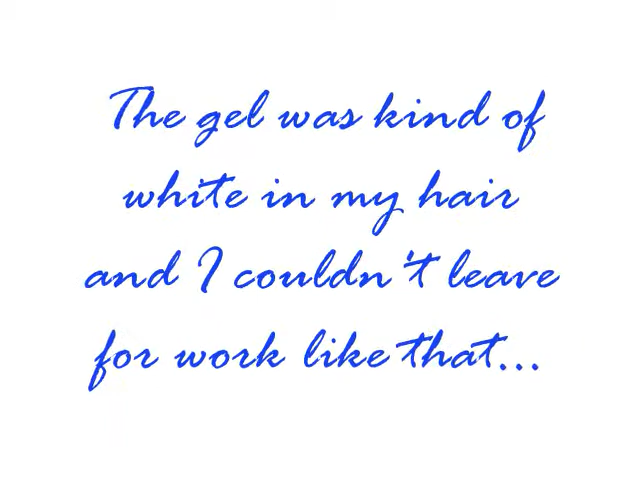 The gel was kind of
white in my hair
and I couldn't leave
for work like that...